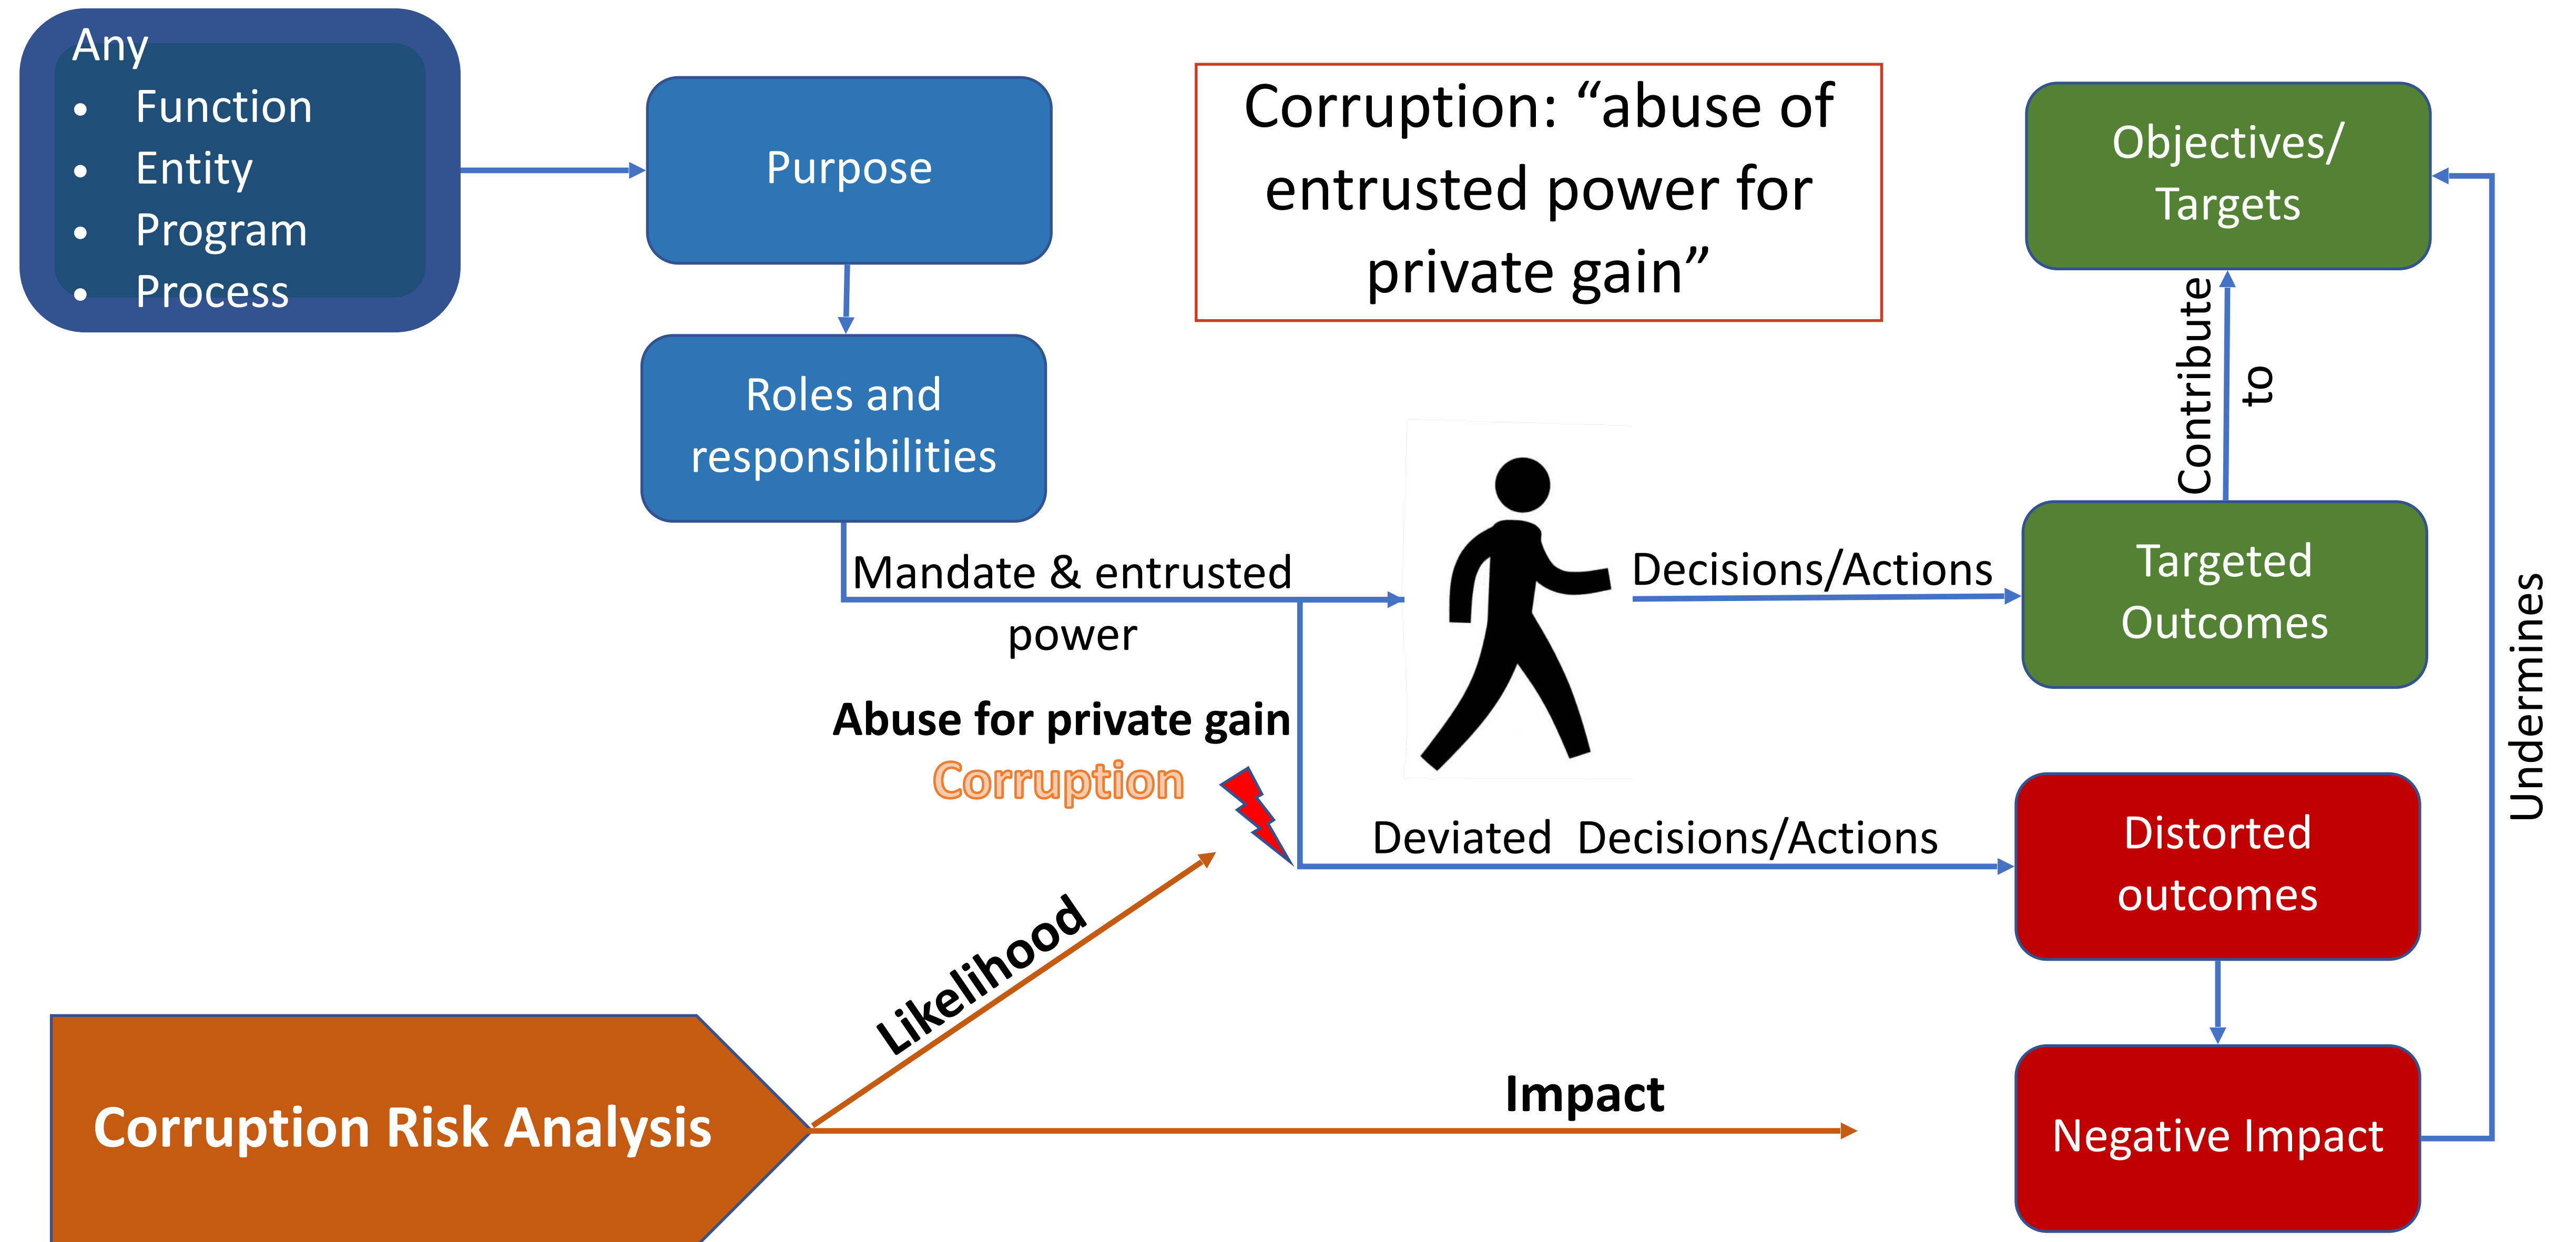 Any
• Function
• Entity
• Program
• Process
Purpose
Roles and
responsibilities
Corruption: “abuse of
entrusted power for
private gain”
Objectives/
Targets
Contribute
to
Mandate & entrusted
power
Decisions/Actions
Targeted
Outcomes
Undermines
Abuse for private gain
Corruption
Deviated Decisions/Actions
Distorted
outcomes
Likelihood
Impact
Corruption Risk Analysis
Negative Impact